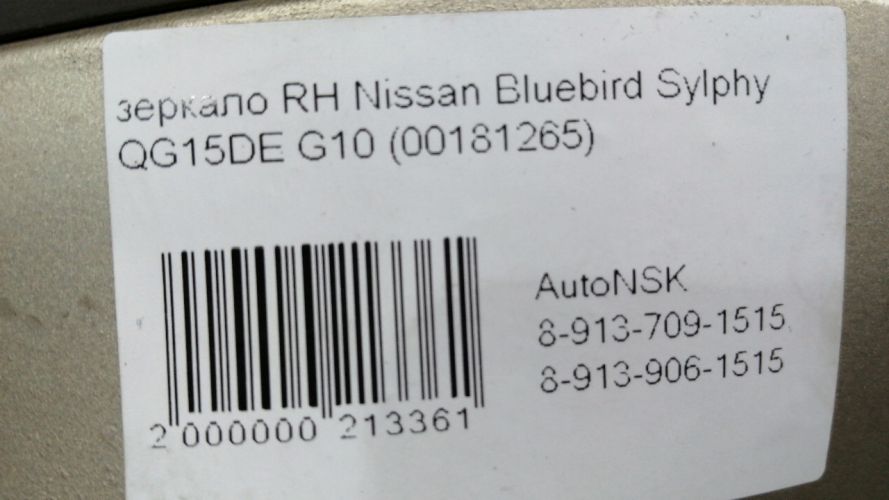 зеркало RH Nissan Bluebird Sylphy
QG15DE G10 (00181265)
AutoNSK
8-913-709-1515
8-913-906-1515
2 000000 213361